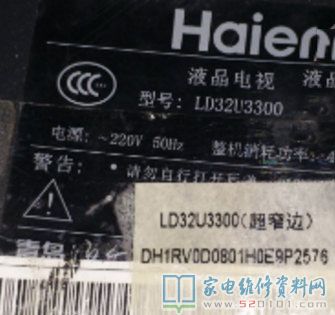 Haier
液晶电视 液晶
型号: LD32U3300
电源: ~220V 50Hz 整机消耗功率
警告: • 请勿自行打开
LD32U3300(超窄边)
DH1RV0D0801H0E9P2576
家电维修资料网
www.520101.com